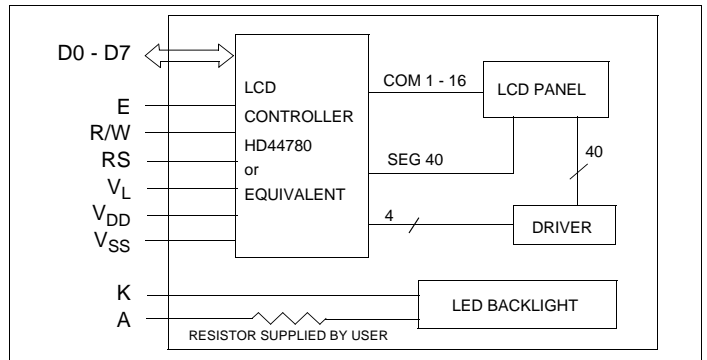 D0 - D7
E
R/W
RS
VL
VDD
VSS
K
A
LCD
CONTROLLER
HD44780
or
EQUIVALENT
COM 1 - 16
SEG 40
4
LCD PANEL
40
DRIVER
LED BACKLIGHT
RESISTOR SUPPLIED BY USER